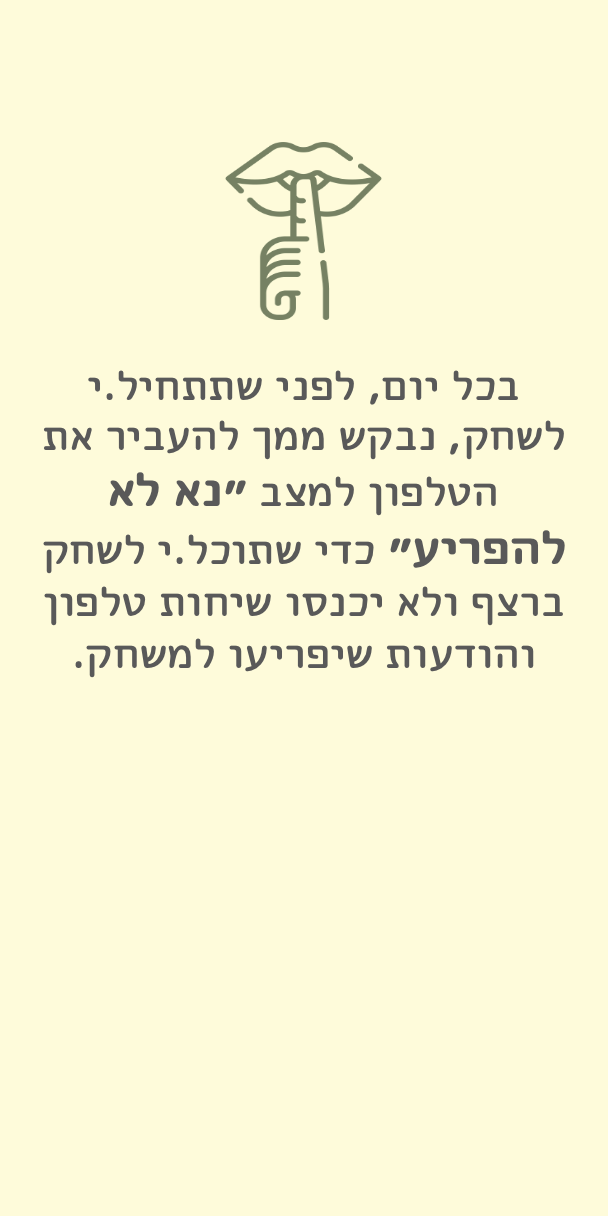 בכל יום, לפני שתתחיל.י
לשחק, נבקש ממך להעביר את
הטלפון למצב ״נא לא
להפריע״ כדי שתוכל.י לשחק
ברצף ולא יכנסו שיחות טלפון
והודעות שיפריעו למשחק.